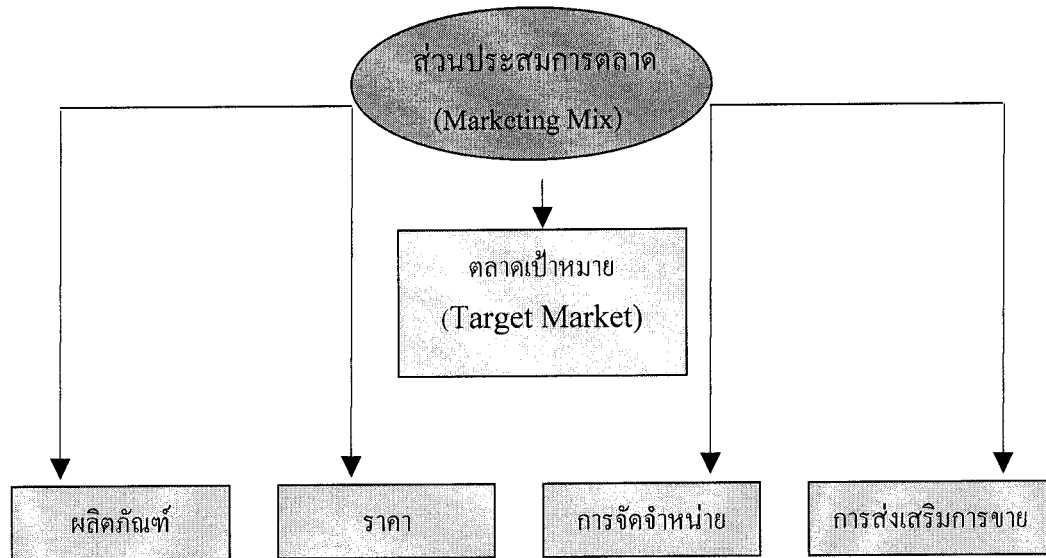 ส่วนประสมการตลาด
(Marketing Mix)
ตลาดเป้าหมาย
(Target Market)
ผลิตภัณฑ์
ราคา
การจัดจำหน่าย
การส่งเสริมการขาย